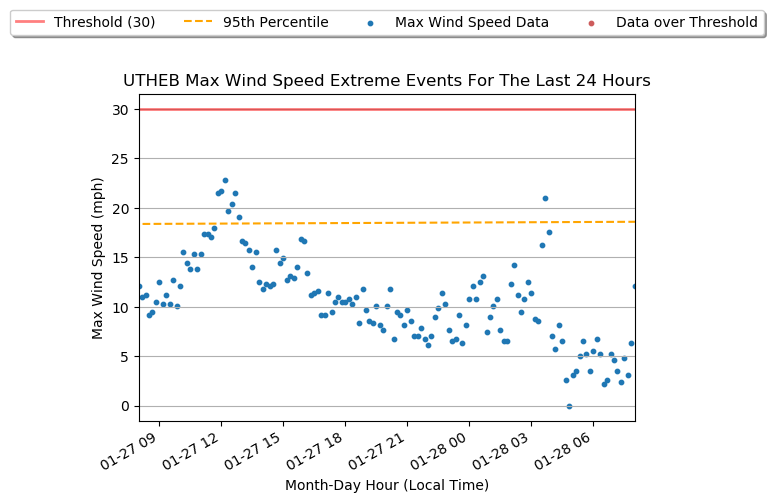 Threshold (30) 95th Percentile Max Wind Speed Data Data over Threshold
UTHEB Max Wind Speed Extreme Events For The Last 24 Hours
Max Wind Speed (mph)
30
25
20
15
10
5
0
01-27 09 01-27 12 01-27 15 01-27 18 01-27 21 01-28 00 01-28 03 01-28 06
Month-Day Hour (Local Time)